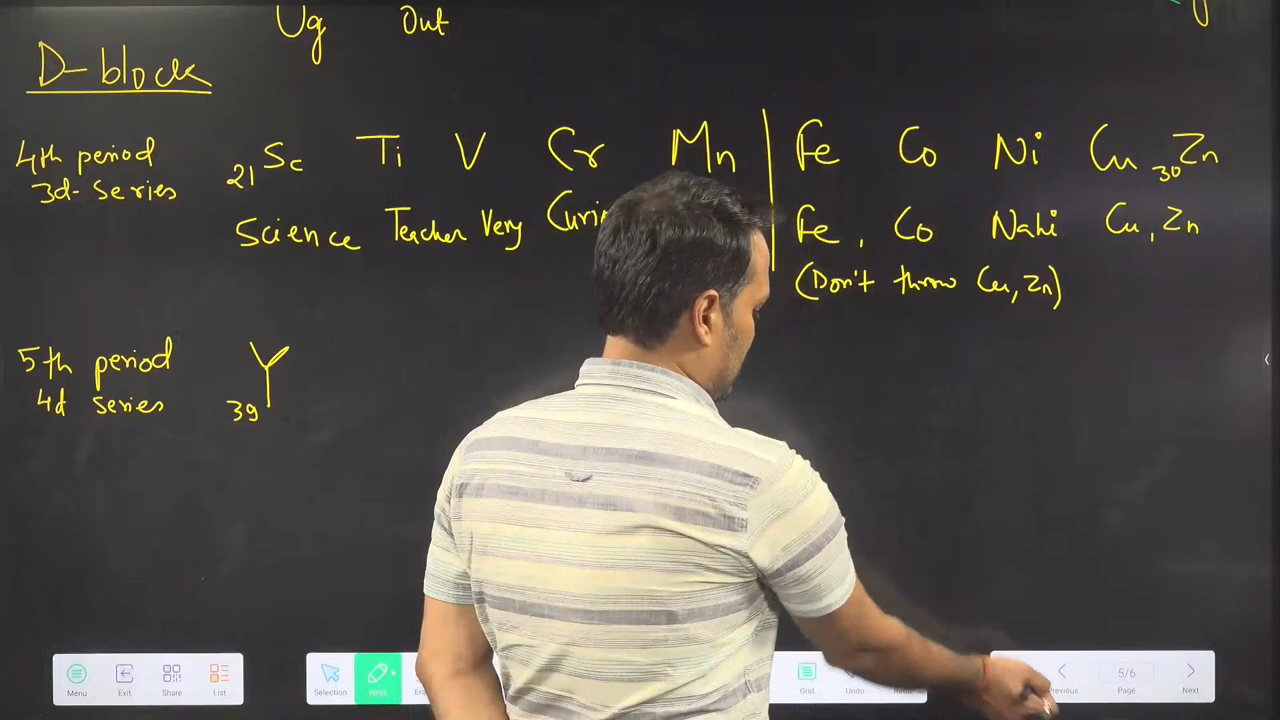 Ug Out
D-block
4th period 21Sc Ti V Cr Mn Fe Co Ni Cu 30Zn
3d-series
Science Teacher Very Fe, Co Nahi Cu, Zn
(Don't throw Cu, Zn)
5th period Y
4d series 39
Menu Exit Share List Selection Write Grid Undo 5/6 Page Next